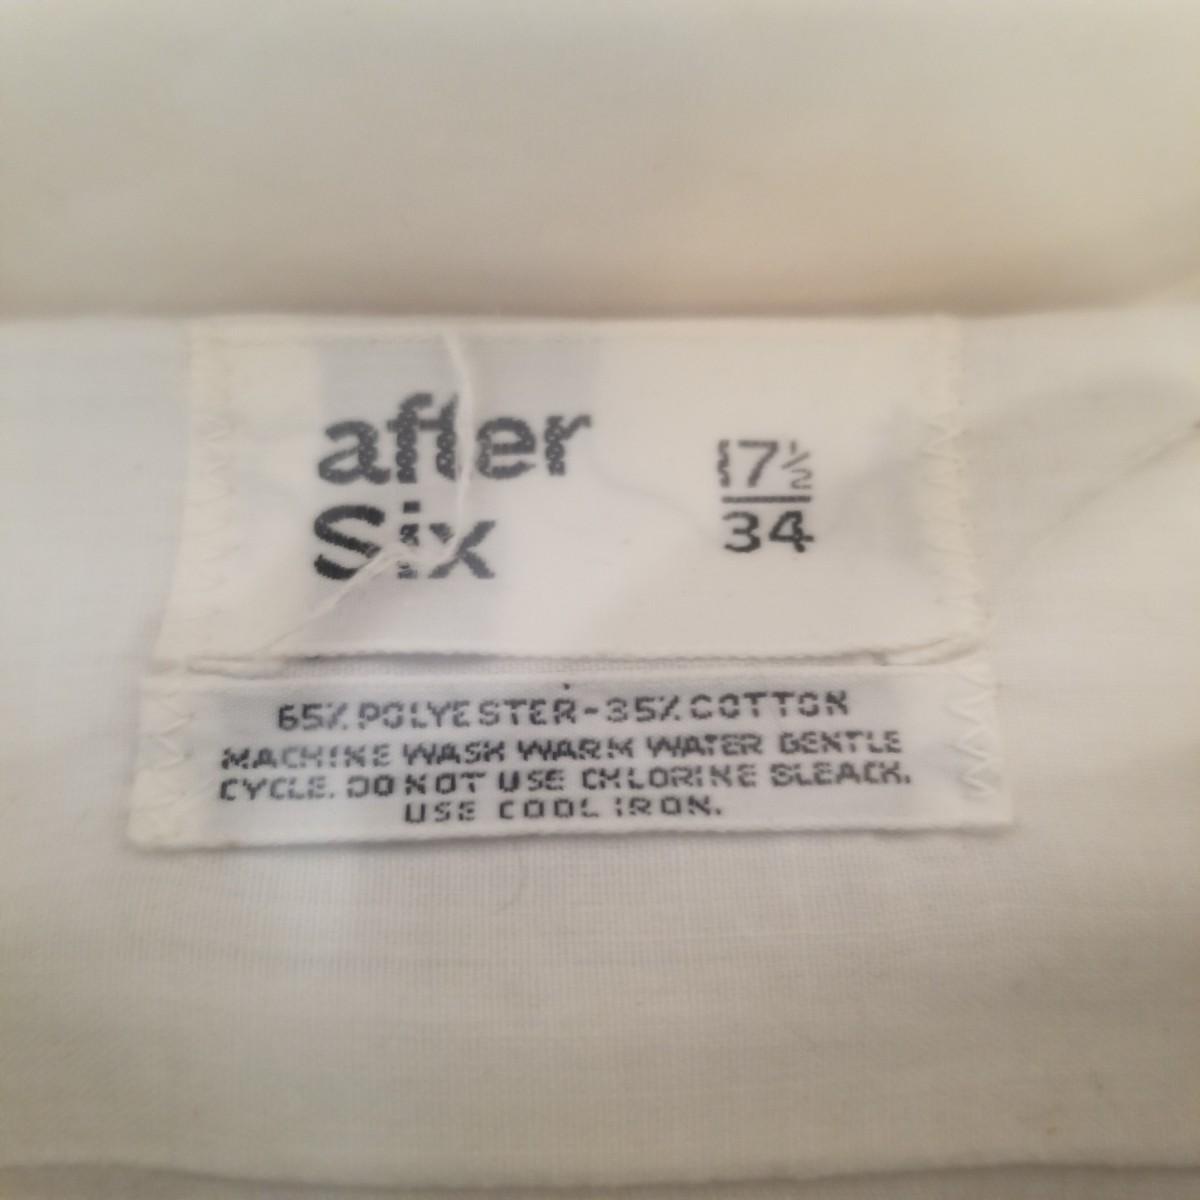 after
Six
17½
34
65% POLYESTER-35% COTTON
MACHINE WASH WARM WATER GENTLE
CYCLE. DO NOT USE CHLORINE BLEACH.
USE COOL IRON.